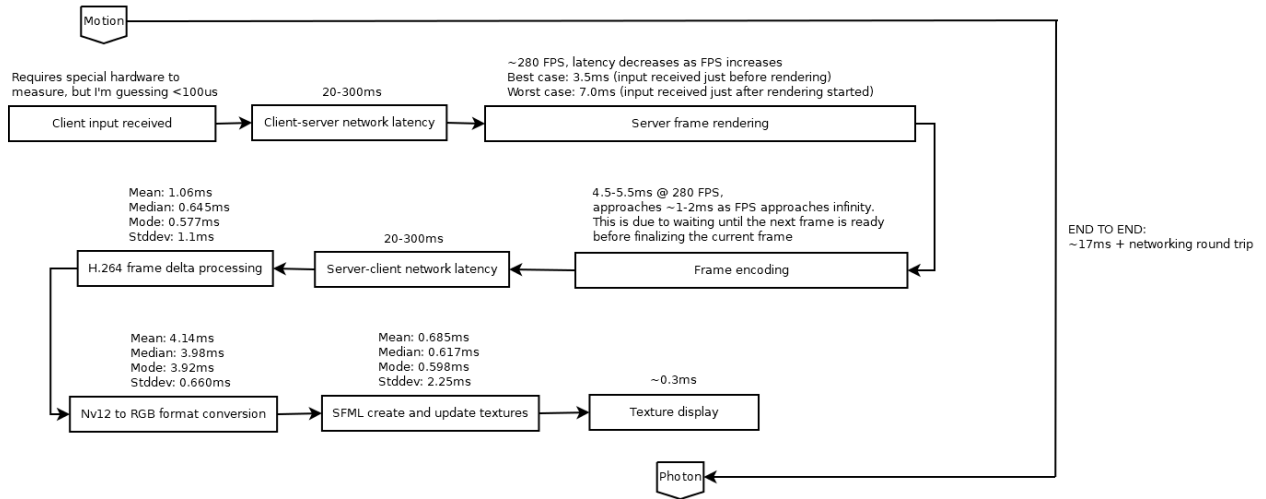 Motion
Requires special hardware to
measure, but I'm guessing <100us
Client input received
20-300ms
Client-server network latency
~280 FPS, latency decreases as FPS increases
Best case: 3.5ms (input received just before rendering)
Worst case: 7.0ms (input received just after rendering started)
Server frame rendering
Mean: 1.06ms
Median: 0.645ms
Mode: 0.577ms
Stddev: 1.1ms
H.264 frame delta processing
20-300ms
Server-client network latency
4.5-5.5ms @ 280 FPS,
approaches ~1-2ms as FPS approaches infinity.
This is due to waiting until the next frame is ready
before finalizing the current frame
Frame encoding
END TO END:
~17ms + networking round trip
Mean: 4.14ms
Median: 3.98ms
Mode: 3.92ms
Stddev: 0.660ms
Nv12 to RGB format conversion
Mean: 0.685ms
Median: 0.617ms
Mode: 0.598ms
Stddev: 2.25ms
SFML create and update textures
~0.3ms
Texture display
Photon